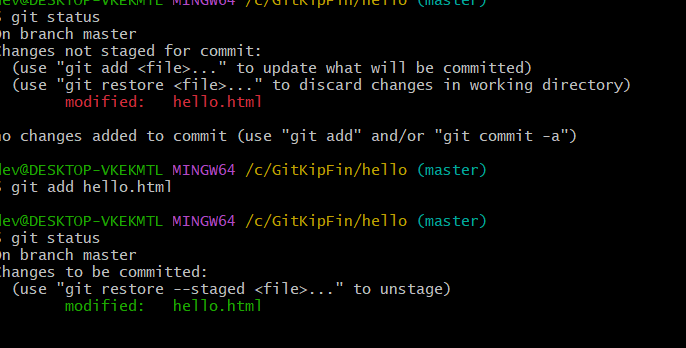 dev@DESKTOP-VKEKMTL MINGW64 /c/GitKipFin/hello (master)
$ git status
On branch master
Changes not staged for commit:
  (use "git add <file>..." to update what will be committed)
  (use "git restore <file>..." to discard changes in working directory)
        modified:   hello.html

no changes added to commit (use "git add" and/or "git commit -a")

dev@DESKTOP-VKEKMTL MINGW64 /c/GitKipFin/hello (master)
$ git add hello.html

dev@DESKTOP-VKEKMTL MINGW64 /c/GitKipFin/hello (master)
$ git status
On branch master
Changes to be committed:
  (use "git restore --staged <file>..." to unstage)
        modified:   hello.html